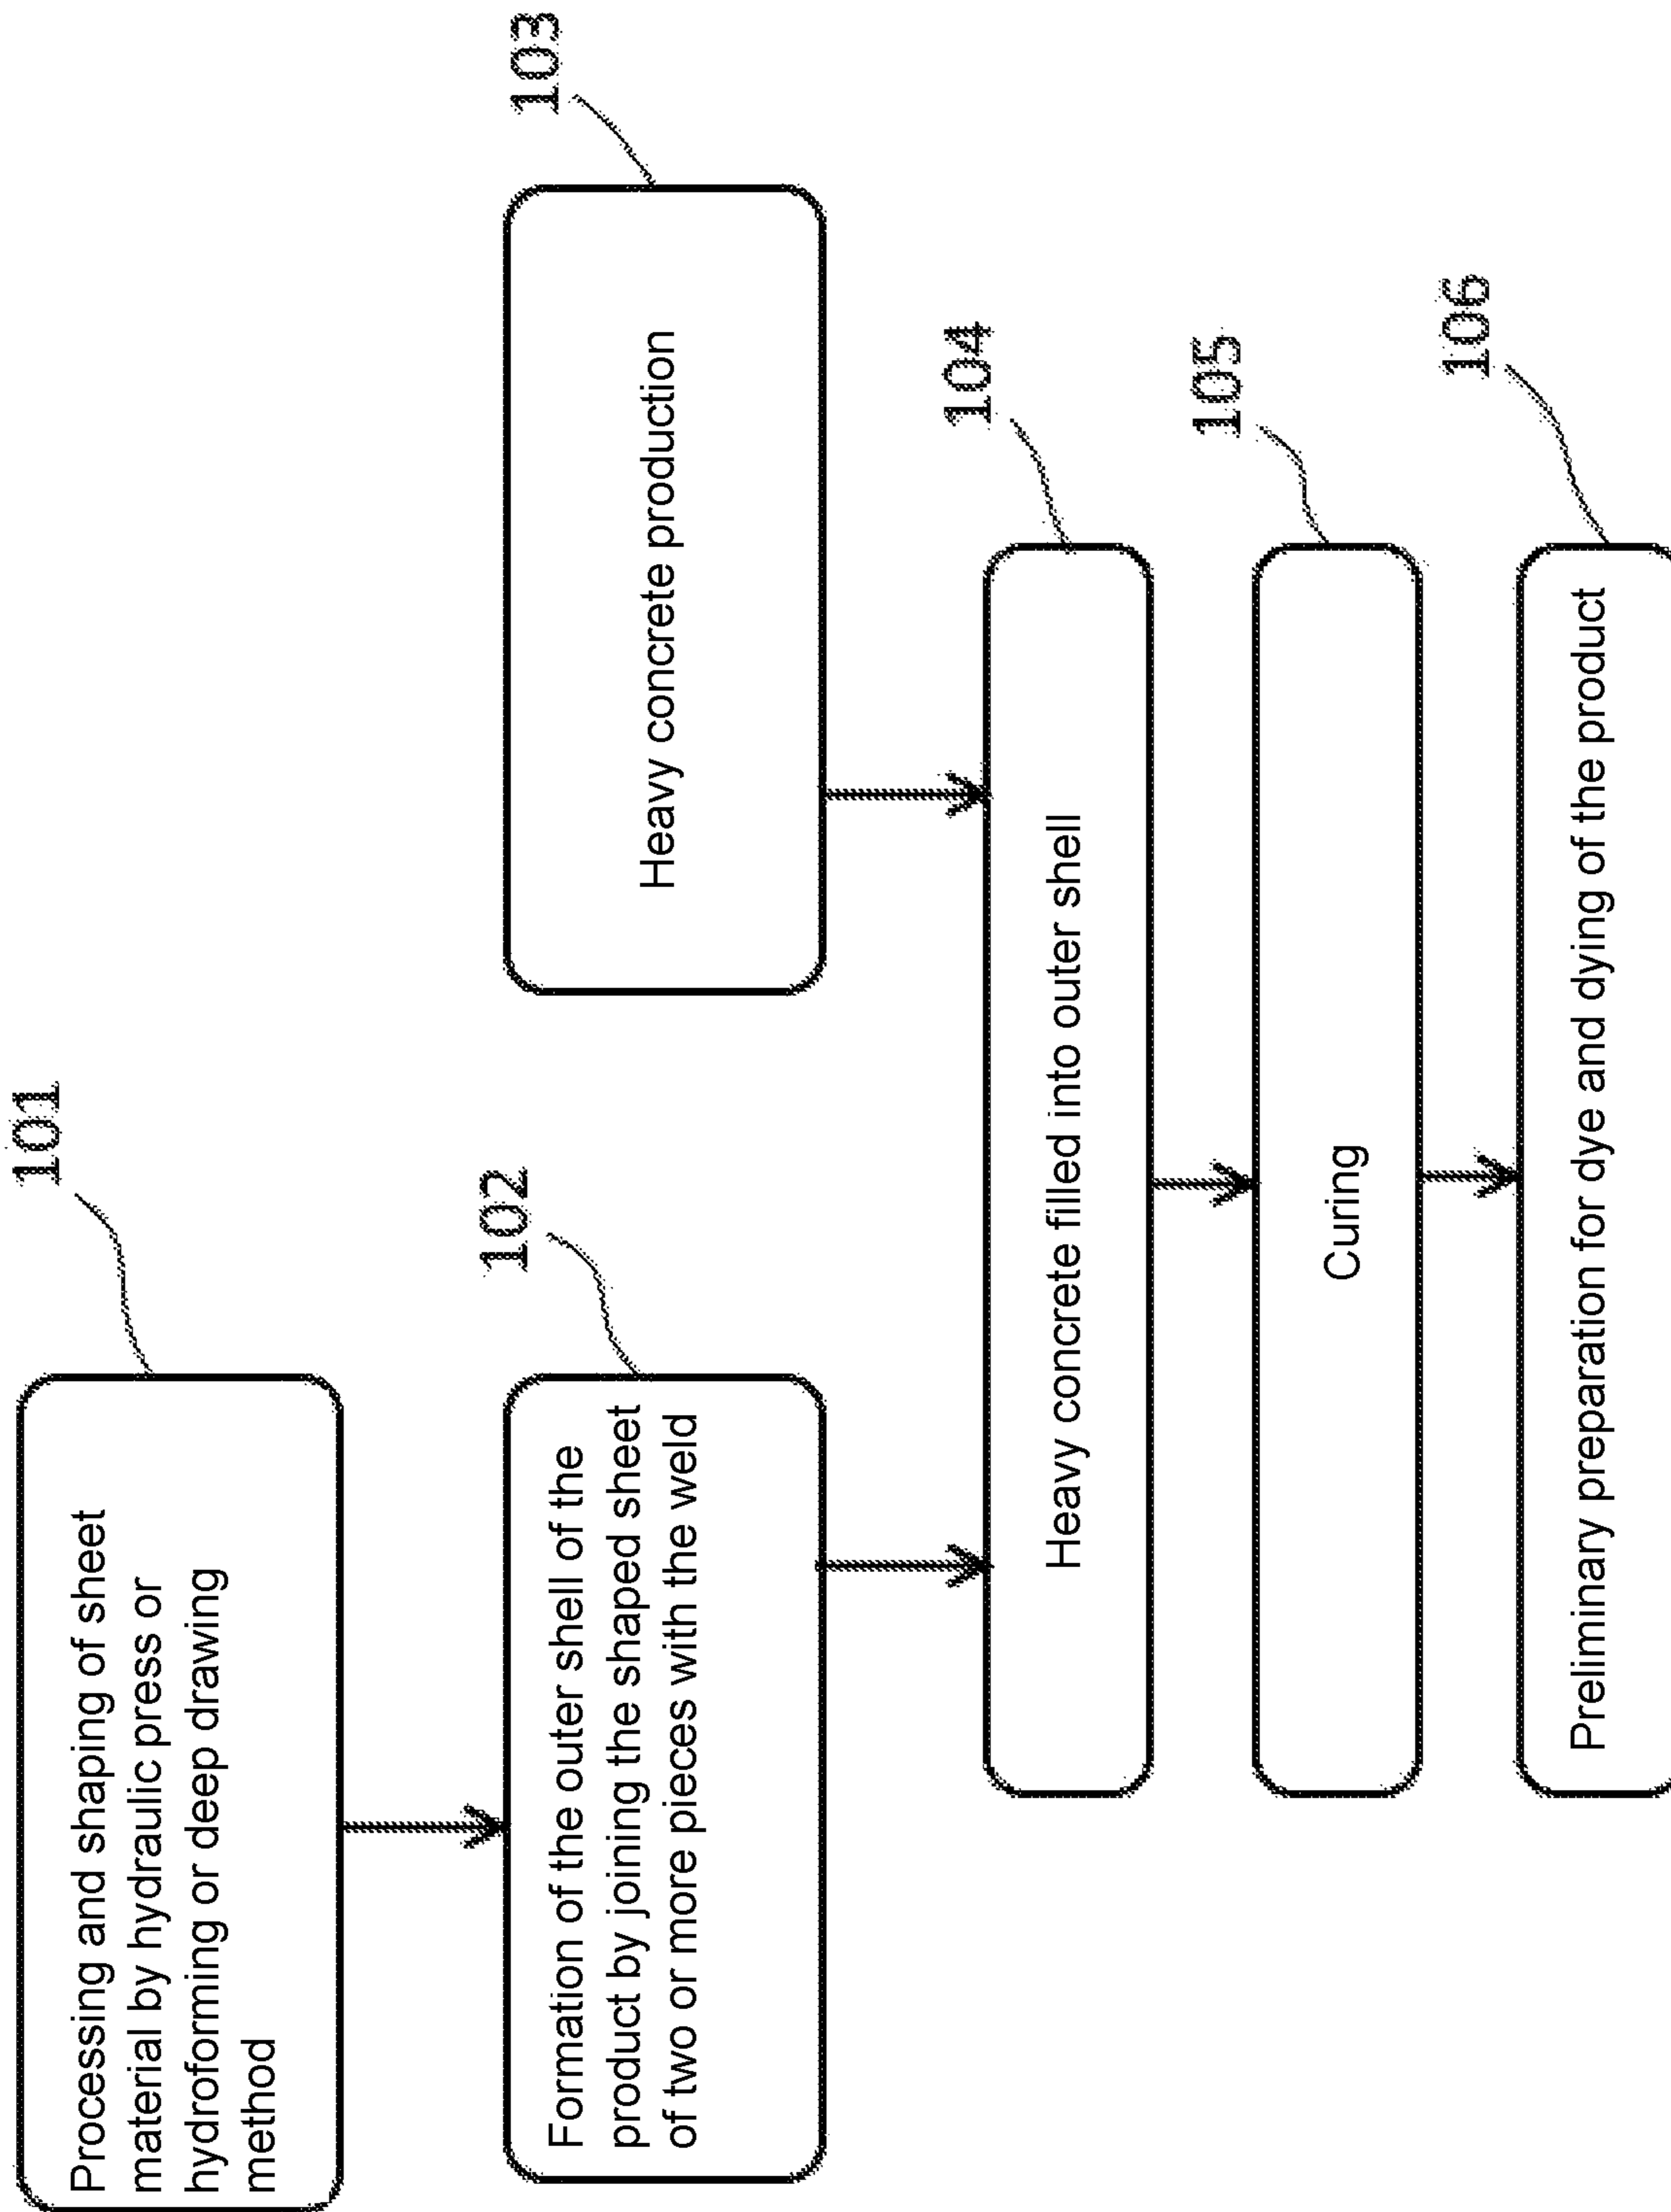 101
Processing and shaping of sheet
material by hydraulic press or
hydroforming or deep drawing
method
102
Formation of the outer shell of the
product by joining the shaped sheet
of two or more pieces with the weld
103
Heavy concrete production
104
Heavy concrete filled into outer shell
105
Curing
106
Preliminary preparation for dye and dying of the product